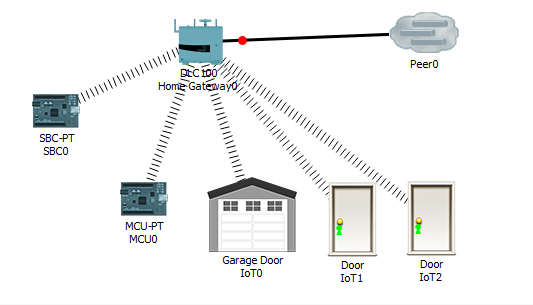 DLC100
Home Gateway0
Peer0
SBC-PT
SBC0
MCU-PT
MCU0
Garage Door
IoT0
Door
IoT1
Door
IoT2